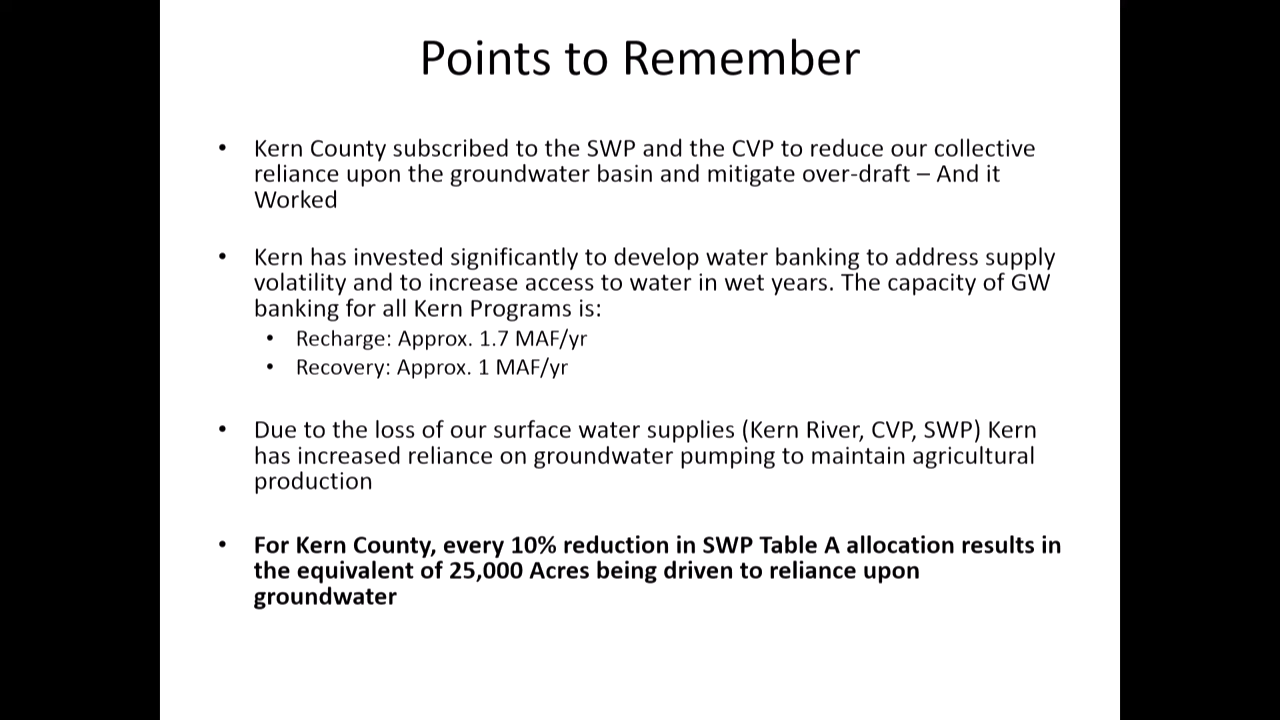 Points to Remember
• Kern County subscribed to the SWP and the CVP to reduce our collective
reliance upon the groundwater basin and mitigate over-draft – And it
Worked
• Kern has invested significantly to develop water banking to address supply
volatility and to increase access to water in wet years. The capacity of GW
banking for all Kern Programs is:
• Recharge: Approx. 1.7 MAF/yr
• Recovery: Approx. 1 MAF/yr
• Due to the loss of our surface water supplies (Kern River, CVP, SWP) Kern
has increased reliance on groundwater pumping to maintain agricultural
production
• For Kern County, every 10% reduction in SWP Table A allocation results in
the equivalent of 25,000 Acres being driven to reliance upon
groundwater